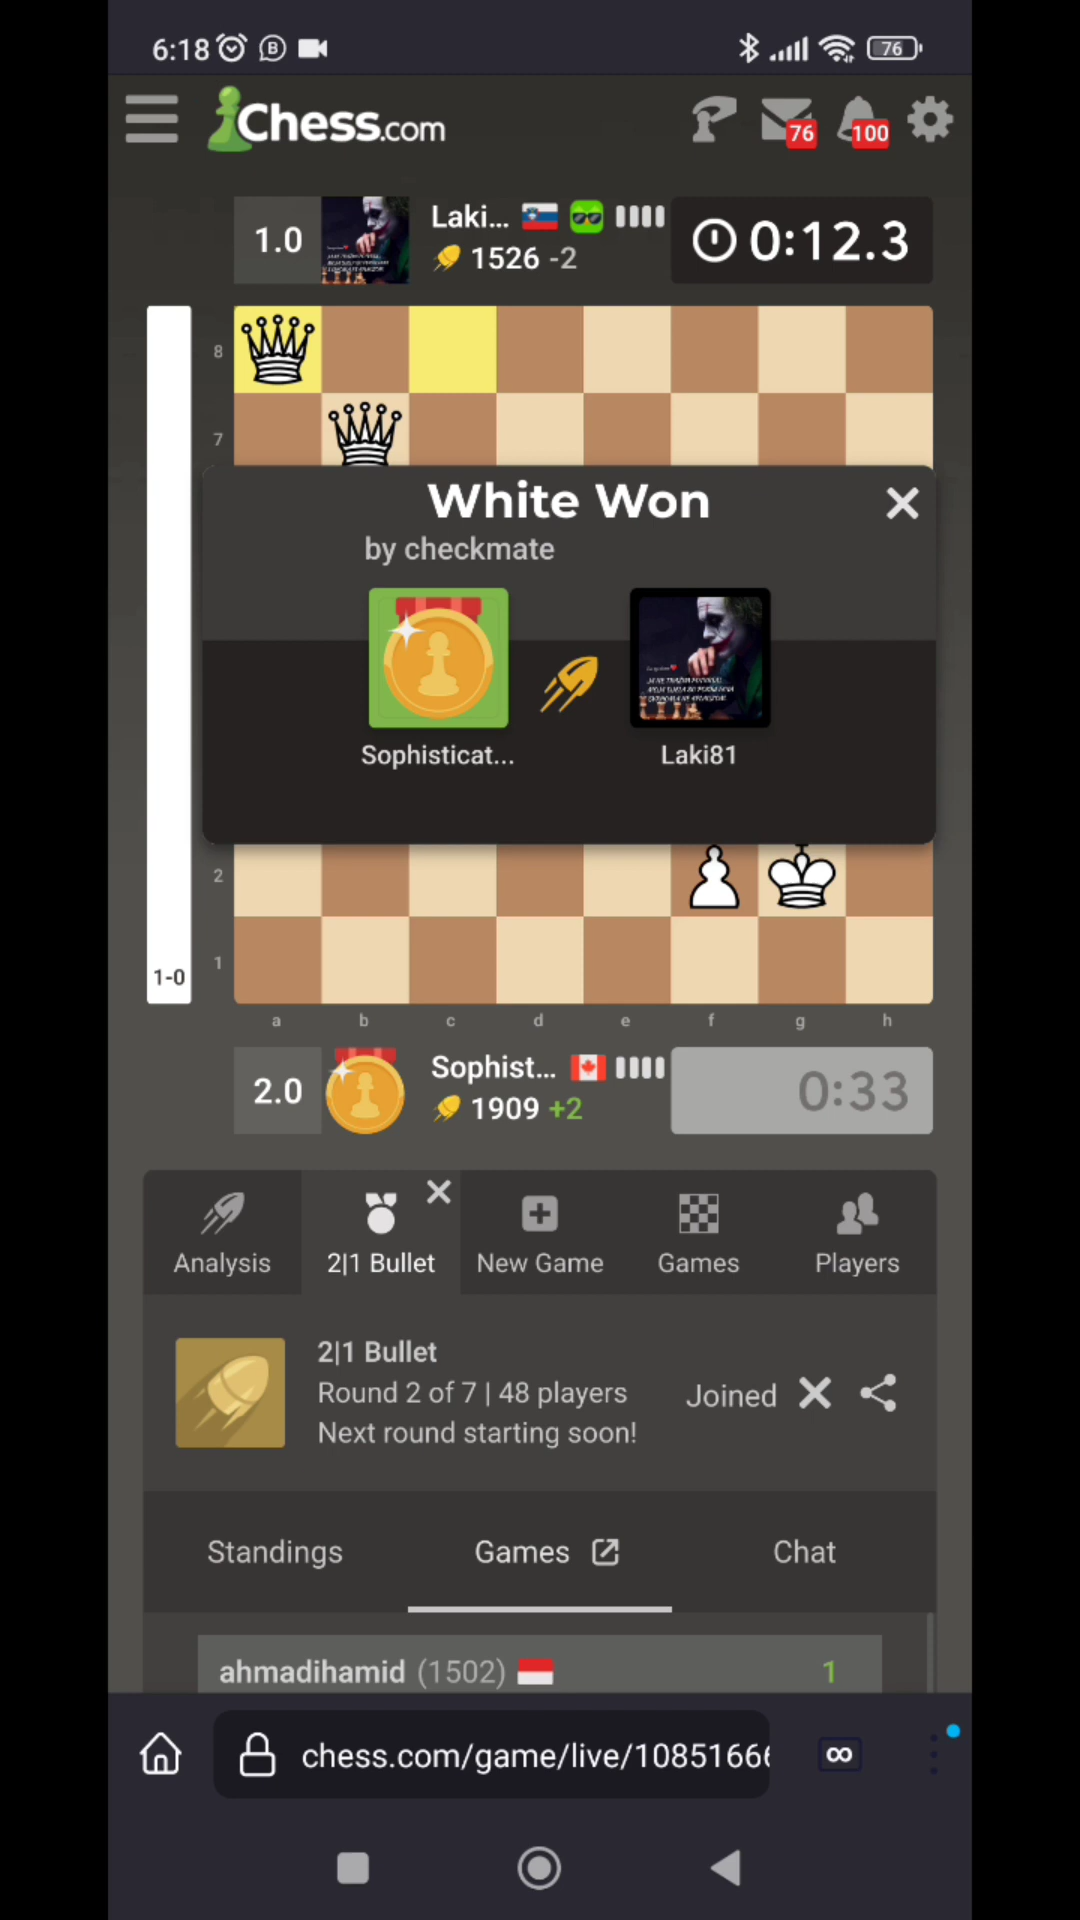 6:18
76
Chess.com
76
100
1.0
Laki...
0:12.3
1526 -2
8
7
White Won
by checkmate
Sophisticat...
Laki81
2
1
1-0
a b c d e f g h
2.0
Sophist...
0:33
1909 +2
Analysis
2|1 Bullet
New Game
Games
Players
2|1 Bullet
Round 2 of 7 | 48 players
Next round starting soon!
Joined
Standings
Games
Chat
ahmadihamid (1502)
1
chess.com/game/live/1085166